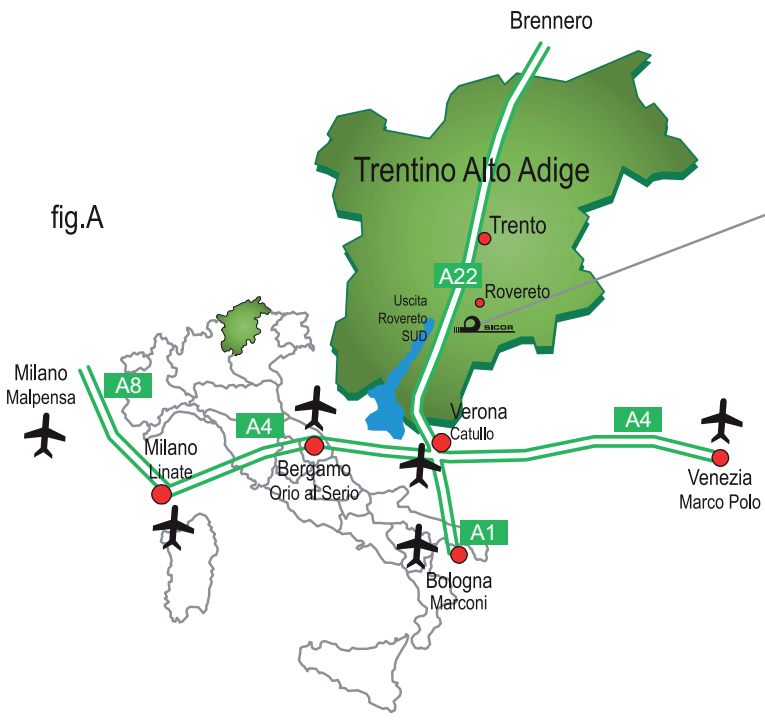 Brennero
Trentino Alto Adige
fig.A
Trento
A22
Rovereto
Uscita
Rovereto
SUD
SICOR
Milano
Malpensa
A8
Milano
Linate
A4
Bergamo
Orio al Serio
Verona
Catullo
A4
Venezia
Marco Polo
A1
Bologna
Marconi